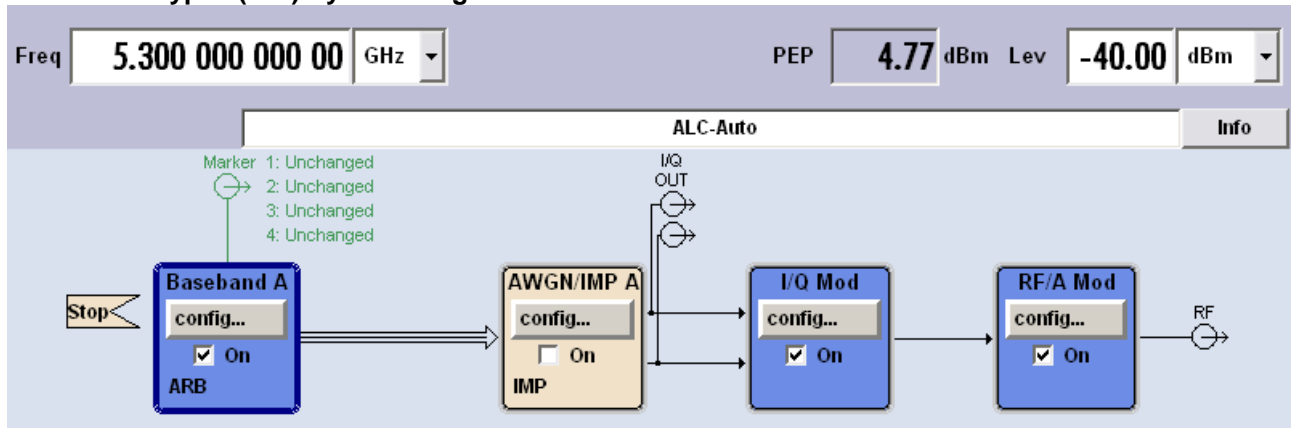 Freq 5.300 000 000 00 GHz PEP 4.77 dBm Lev -40.00 dBm
ALC-Auto Info
Marker 1: Unchanged
2: Unchanged
3: Unchanged
4: Unchanged
I/Q
OUT
Stop
Baseband A
config...
On
ARB
AWGN/IMP A
config...
On
IMP
I/Q Mod
config...
On
RF/A Mod
config...
On
RF